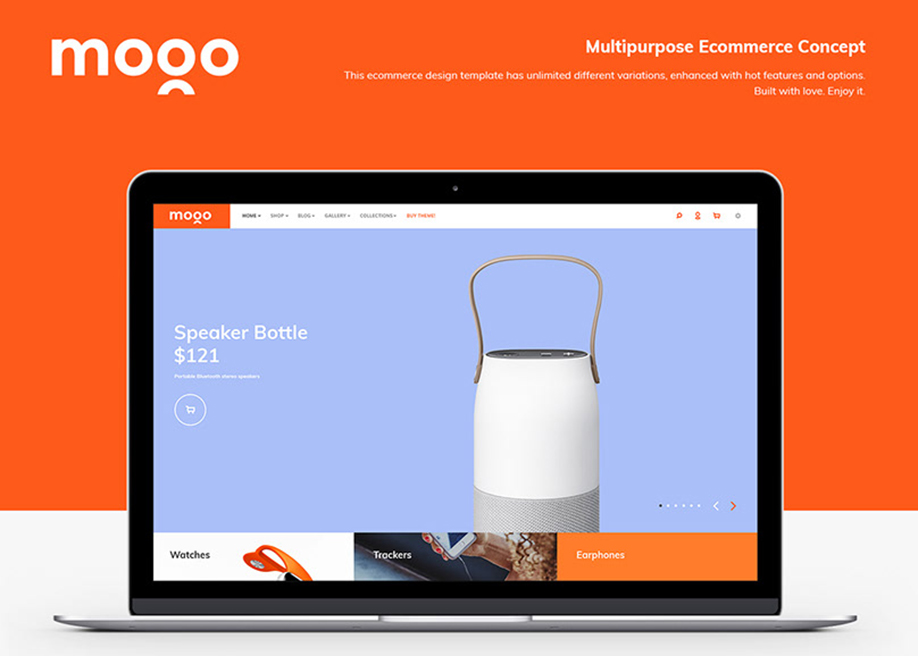 mogo
Multipurpose Ecommerce Concept
This ecommerce design template has unlimited different variations, enhanced with hot features and options.
Built with love. Enjoy it.
mogo
HOME SHOP BLOG GALLERY COLLECTIONS BUY THEME!
Speaker Bottle
$121
Portable Bluetooth stereo speakers
Watches
Trackers
Earphones